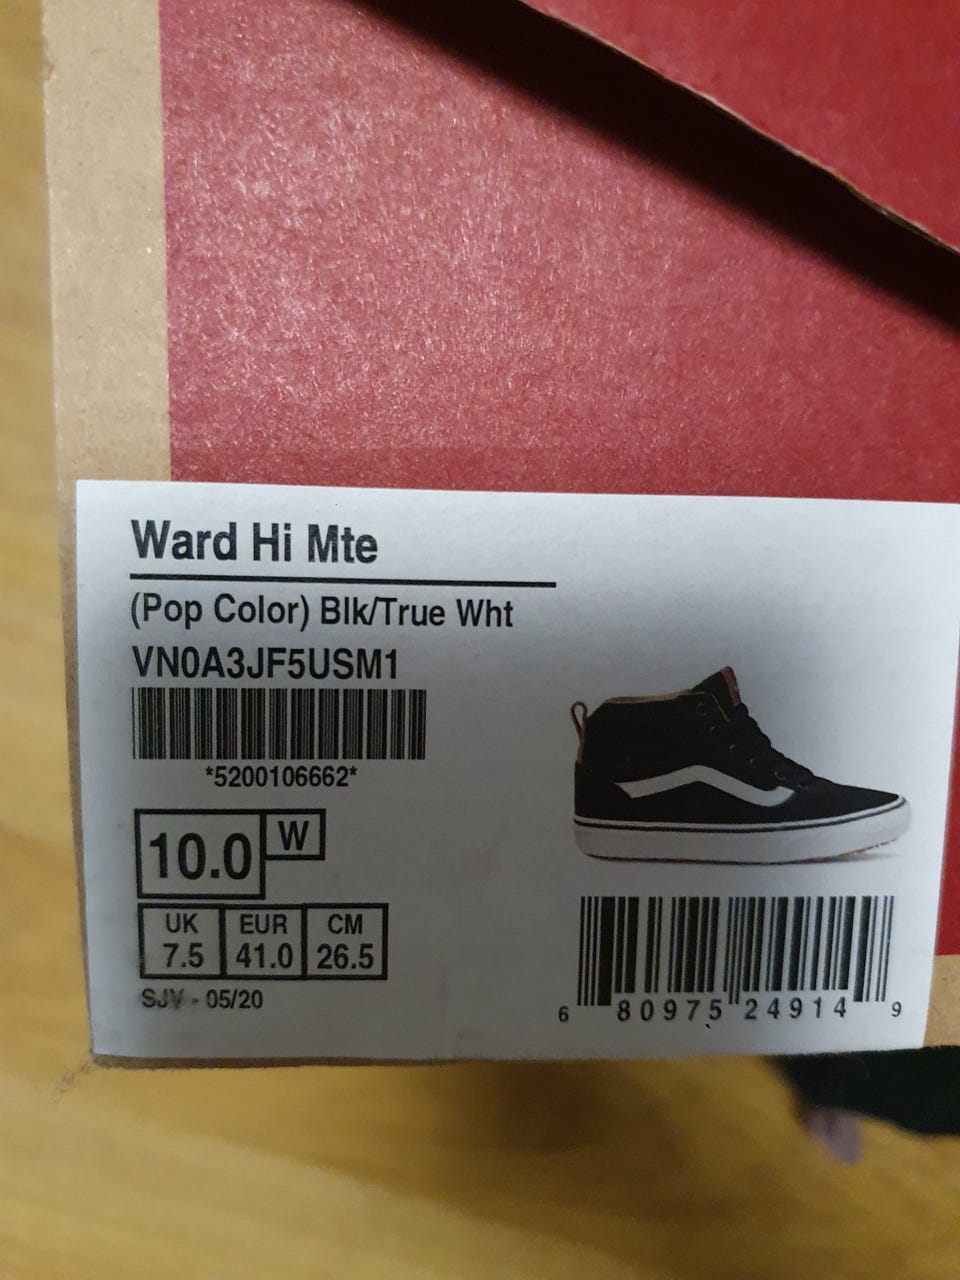 Ward Hi Mte
(Pop Color) Blk/True Wht
VN0A3JF5USM1
*5200106662*
10.0 W
UK EUR CM
7.5 41.0 26.5
SJV - 05/20
6 80975 24914 9